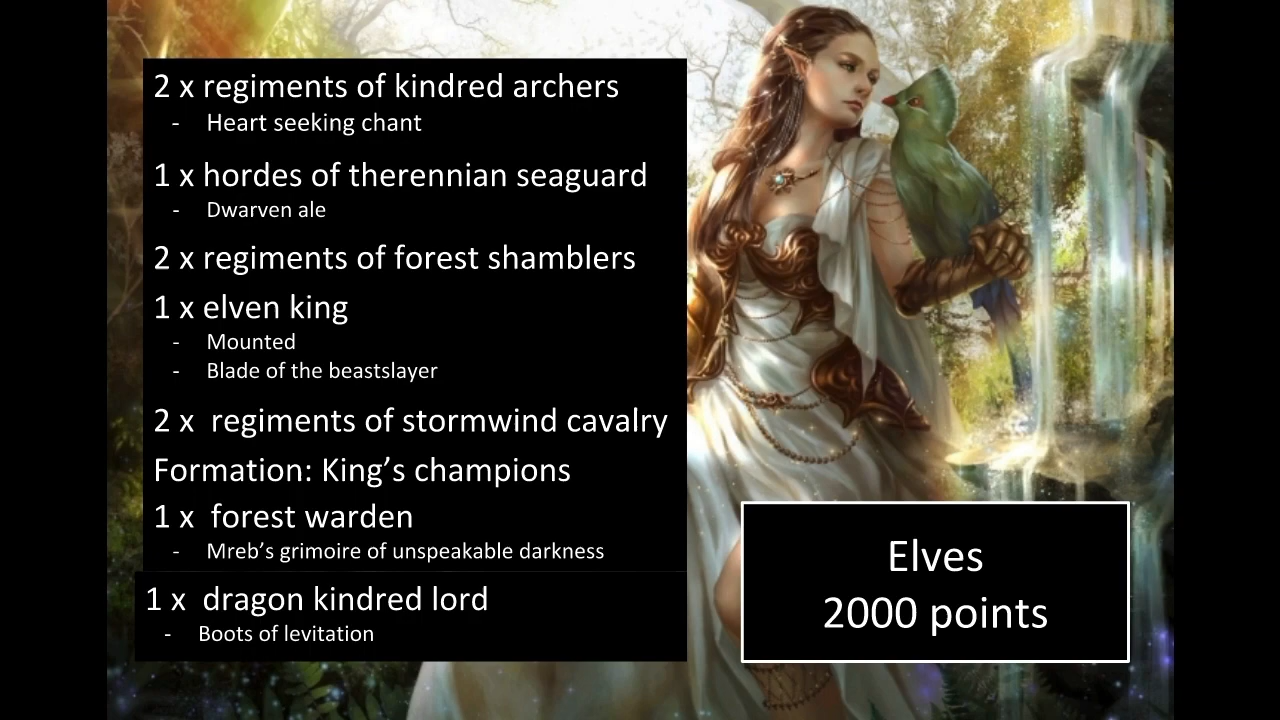 2 x regiments of kindred archers
- Heart seeking chant
1 x hordes of therennian seaguard
- Dwarven ale
2 x regiments of forest shamblers
1 x elven king
- Mounted
- Blade of the beastslayer
2 x  regiments of stormwind cavalry
Formation: King’s champions
1 x  forest warden
- Mreb’s grimoire of unspeakable darkness
1 x  dragon kindred lord
- Boots of levitation
Elves
2000 points